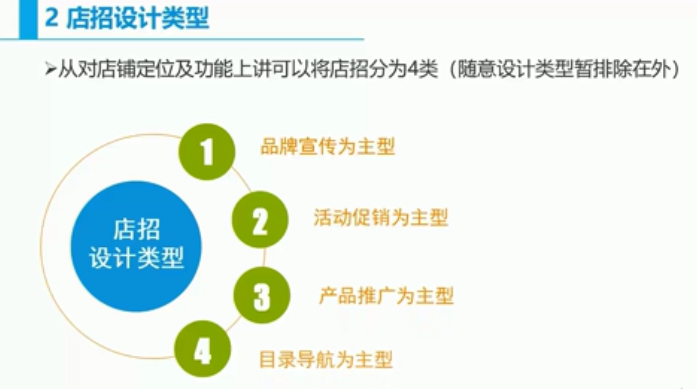 2 店招设计类型
➢从对店铺定位及功能上讲可以将店招分为4类（随意设计类型暂排除在外）
店招
设计类型
1 品牌宣传为主型
2 活动促销为主型
3 产品推广为主型
4 目录导航为主型